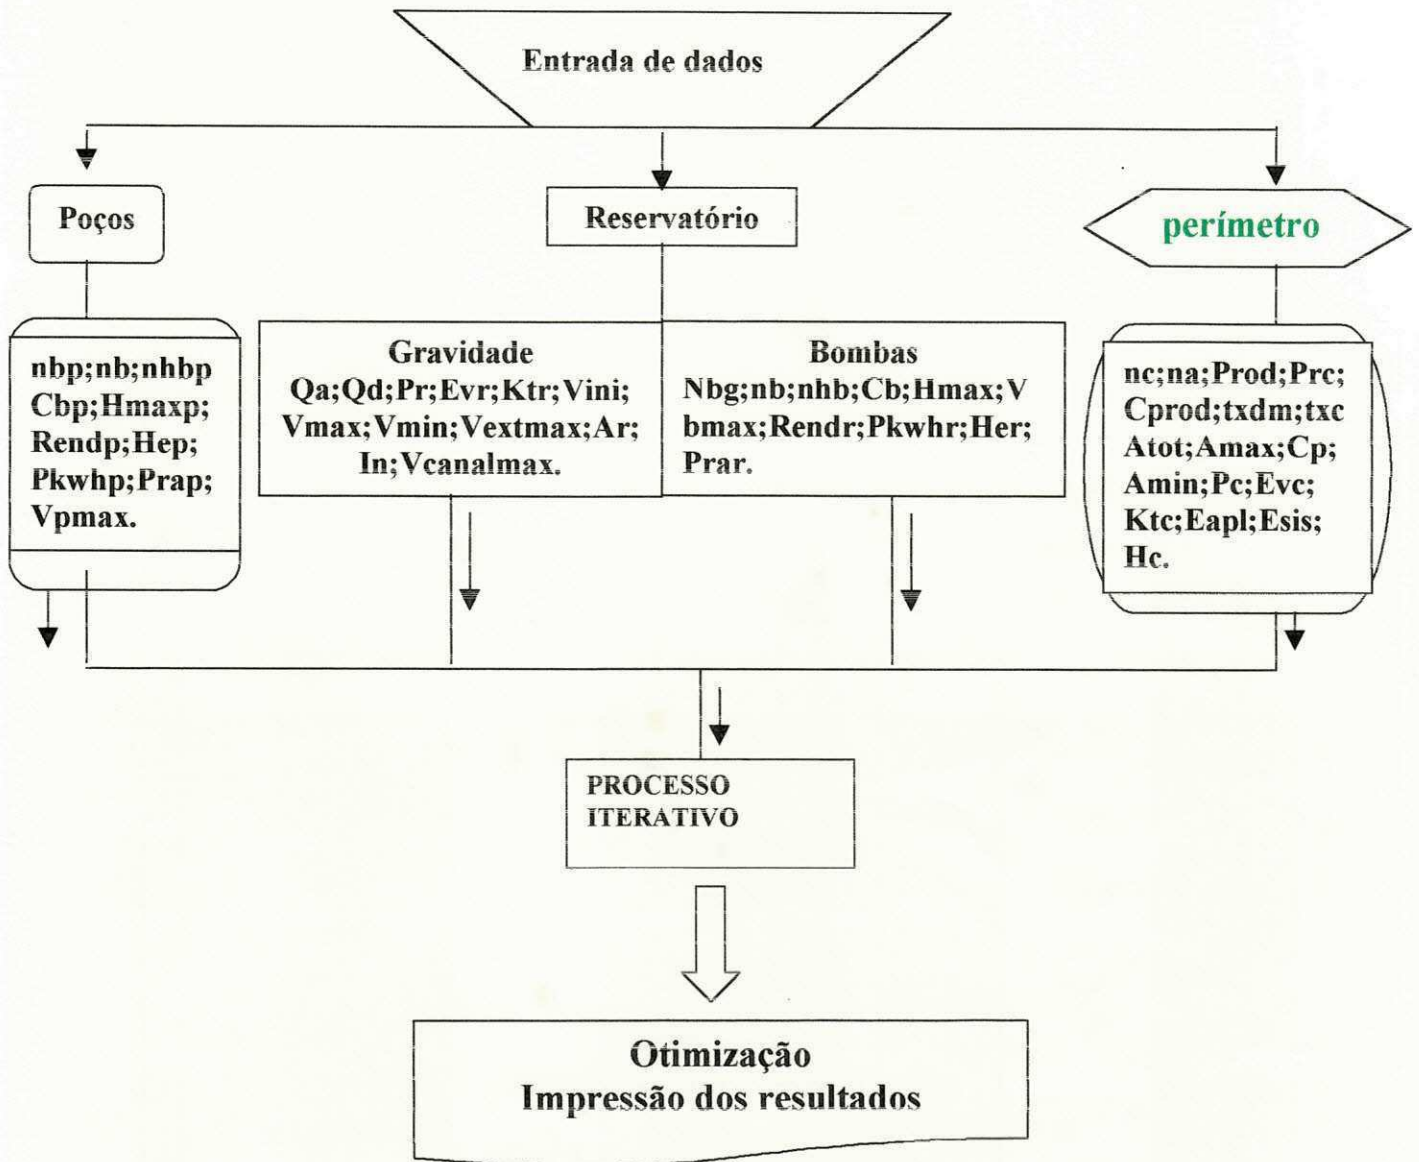 Entrada de dados
Poços
Reservatório
perímetro
nbp;nb;nhbp
Cbp;Hmaxp;
Rendp;Hep;
Pkwhp;Prap;
Vpmax.
Gravidade
Qa;Qd;Pr;Evr;Ktr;Vini;
Vmax;Vmin;Vextmax;Ar;
In;Vcanalmax.
Bombas
Nbg;nb;nhb;Cb;Hmax;V
bmax;Rendr;Pkwhr;Her;
Prar.
nc;na;Prod;Prc;
Cprod;txdm;txc
Atot;Amax;Cp;
Amin;Pc;Evc;
Ktc;Eapl;Esis;
Hc.
PROCESSO
ITERATIVO
Otimização
Impressão dos resultados